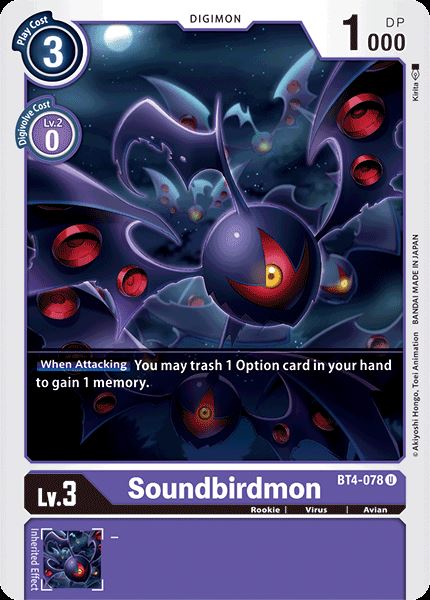 DIGIMON
Play Cost
3
DP
1000
Digivolve Cost
Lv.2
0
Kirita
© Akiyoshi Hongo, Toei Animation BANDAI MADE IN JAPAN
When Attacking You may trash 1 Option card in your hand
to gain 1 memory.
BT4-078 U
Lv.3
Soundbirdmon
Rookie | Virus | Avian
Inherited Effect
–